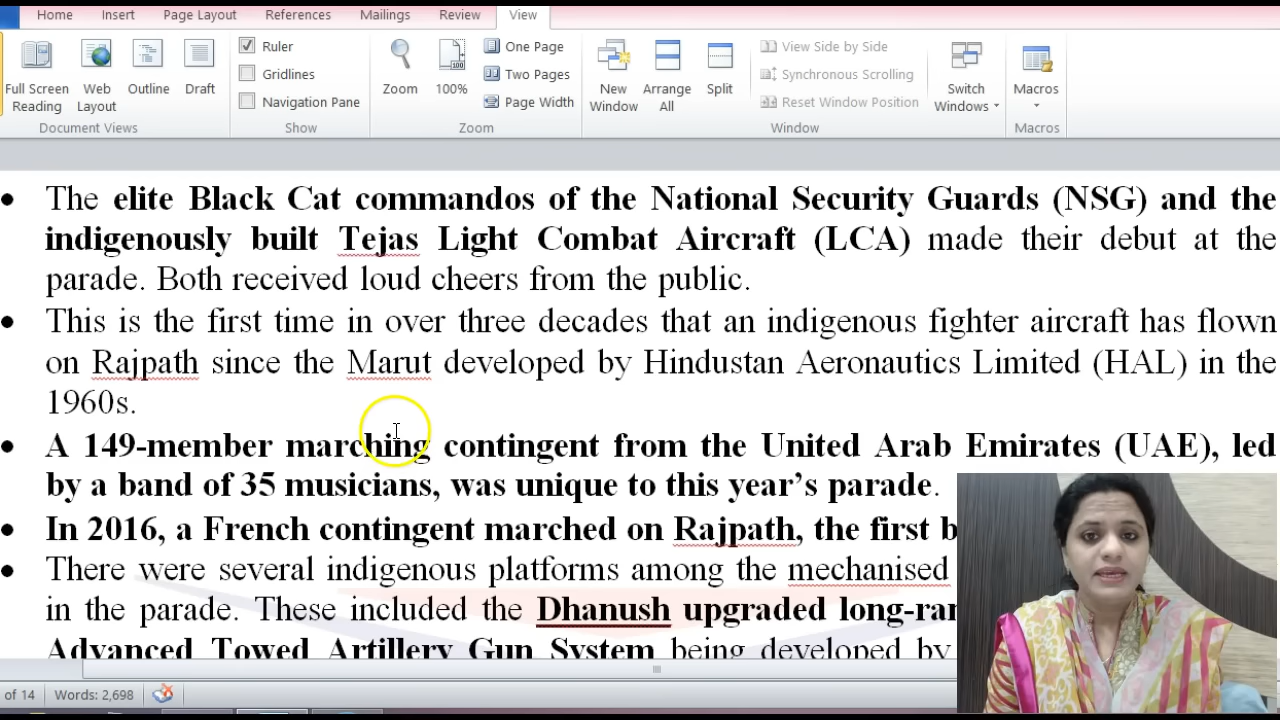 Home Insert Page Layout References Mailings Review View
Ruler One Page View Side by Side
Gridlines Two Pages Synchronous Scrolling
Full Screen Reading Web Layout Outline Draft Navigation Pane Zoom 100% Page Width New Window Arrange All Split Reset Window Position Switch Windows Macros
Document Views Show Zoom Window Macros
• The elite Black Cat commandos of the National Security Guards (NSG) and the
indigenously built Tejas Light Combat Aircraft (LCA) made their debut at the
parade. Both received loud cheers from the public.
• This is the first time in over three decades that an indigenous fighter aircraft has flown
on Rajpath since the Marut developed by Hindustan Aeronautics Limited (HAL) in the
1960s.
• A 149-member marching contingent from the United Arab Emirates (UAE), led
by a band of 35 musicians, was unique to this year’s parade.
• In 2016, a French contingent marched on Rajpath, the first
• There were several indigenous platforms among the mechanised
in the parade. These included the Dhanush upgraded
Advanced Towed Artillery Gun System being developed by
of 14 Words: 2,698